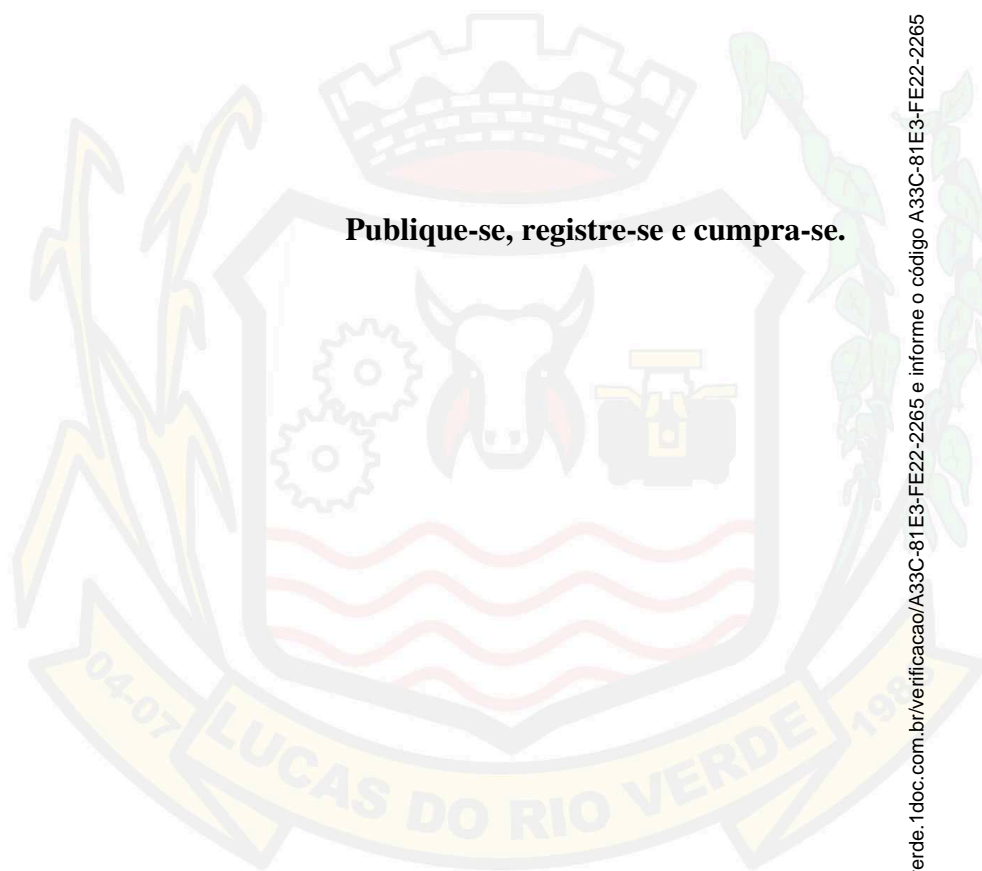 Publique-se, registre-se e cumpra-se.
04-07
LUCAS DO RIO VERDE
1988
erde.1doc.com.br/verificacao/A33C-81E3-FE22-2265 e informe o código A33C-81E3-FE22-2265